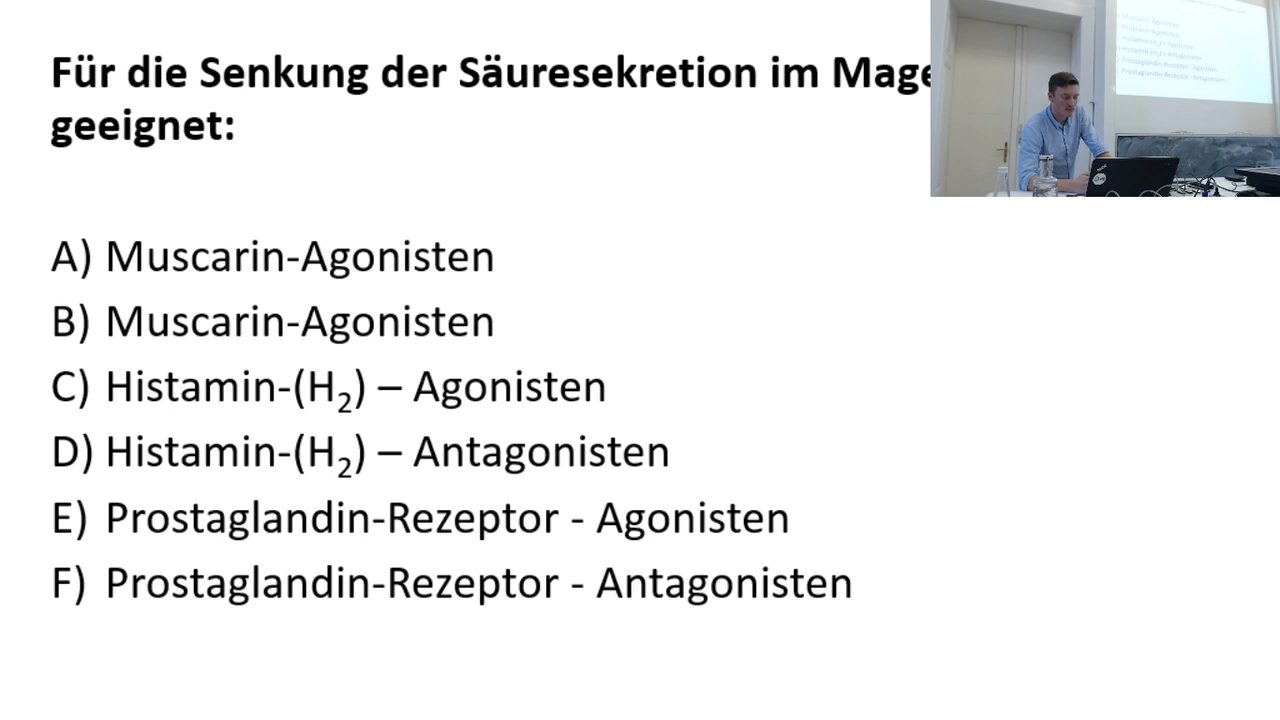 Für die Senkung der Säuresekretion im Mage
geeignet:
A) Muscarin-Agonisten
B) Muscarin-Agonisten
C) Histamin-(H₂) – Agonisten
D) Histamin-(H₂) – Antagonisten
E) Prostaglandin-Rezeptor - Agonisten
F) Prostaglandin-Rezeptor - Antagonisten